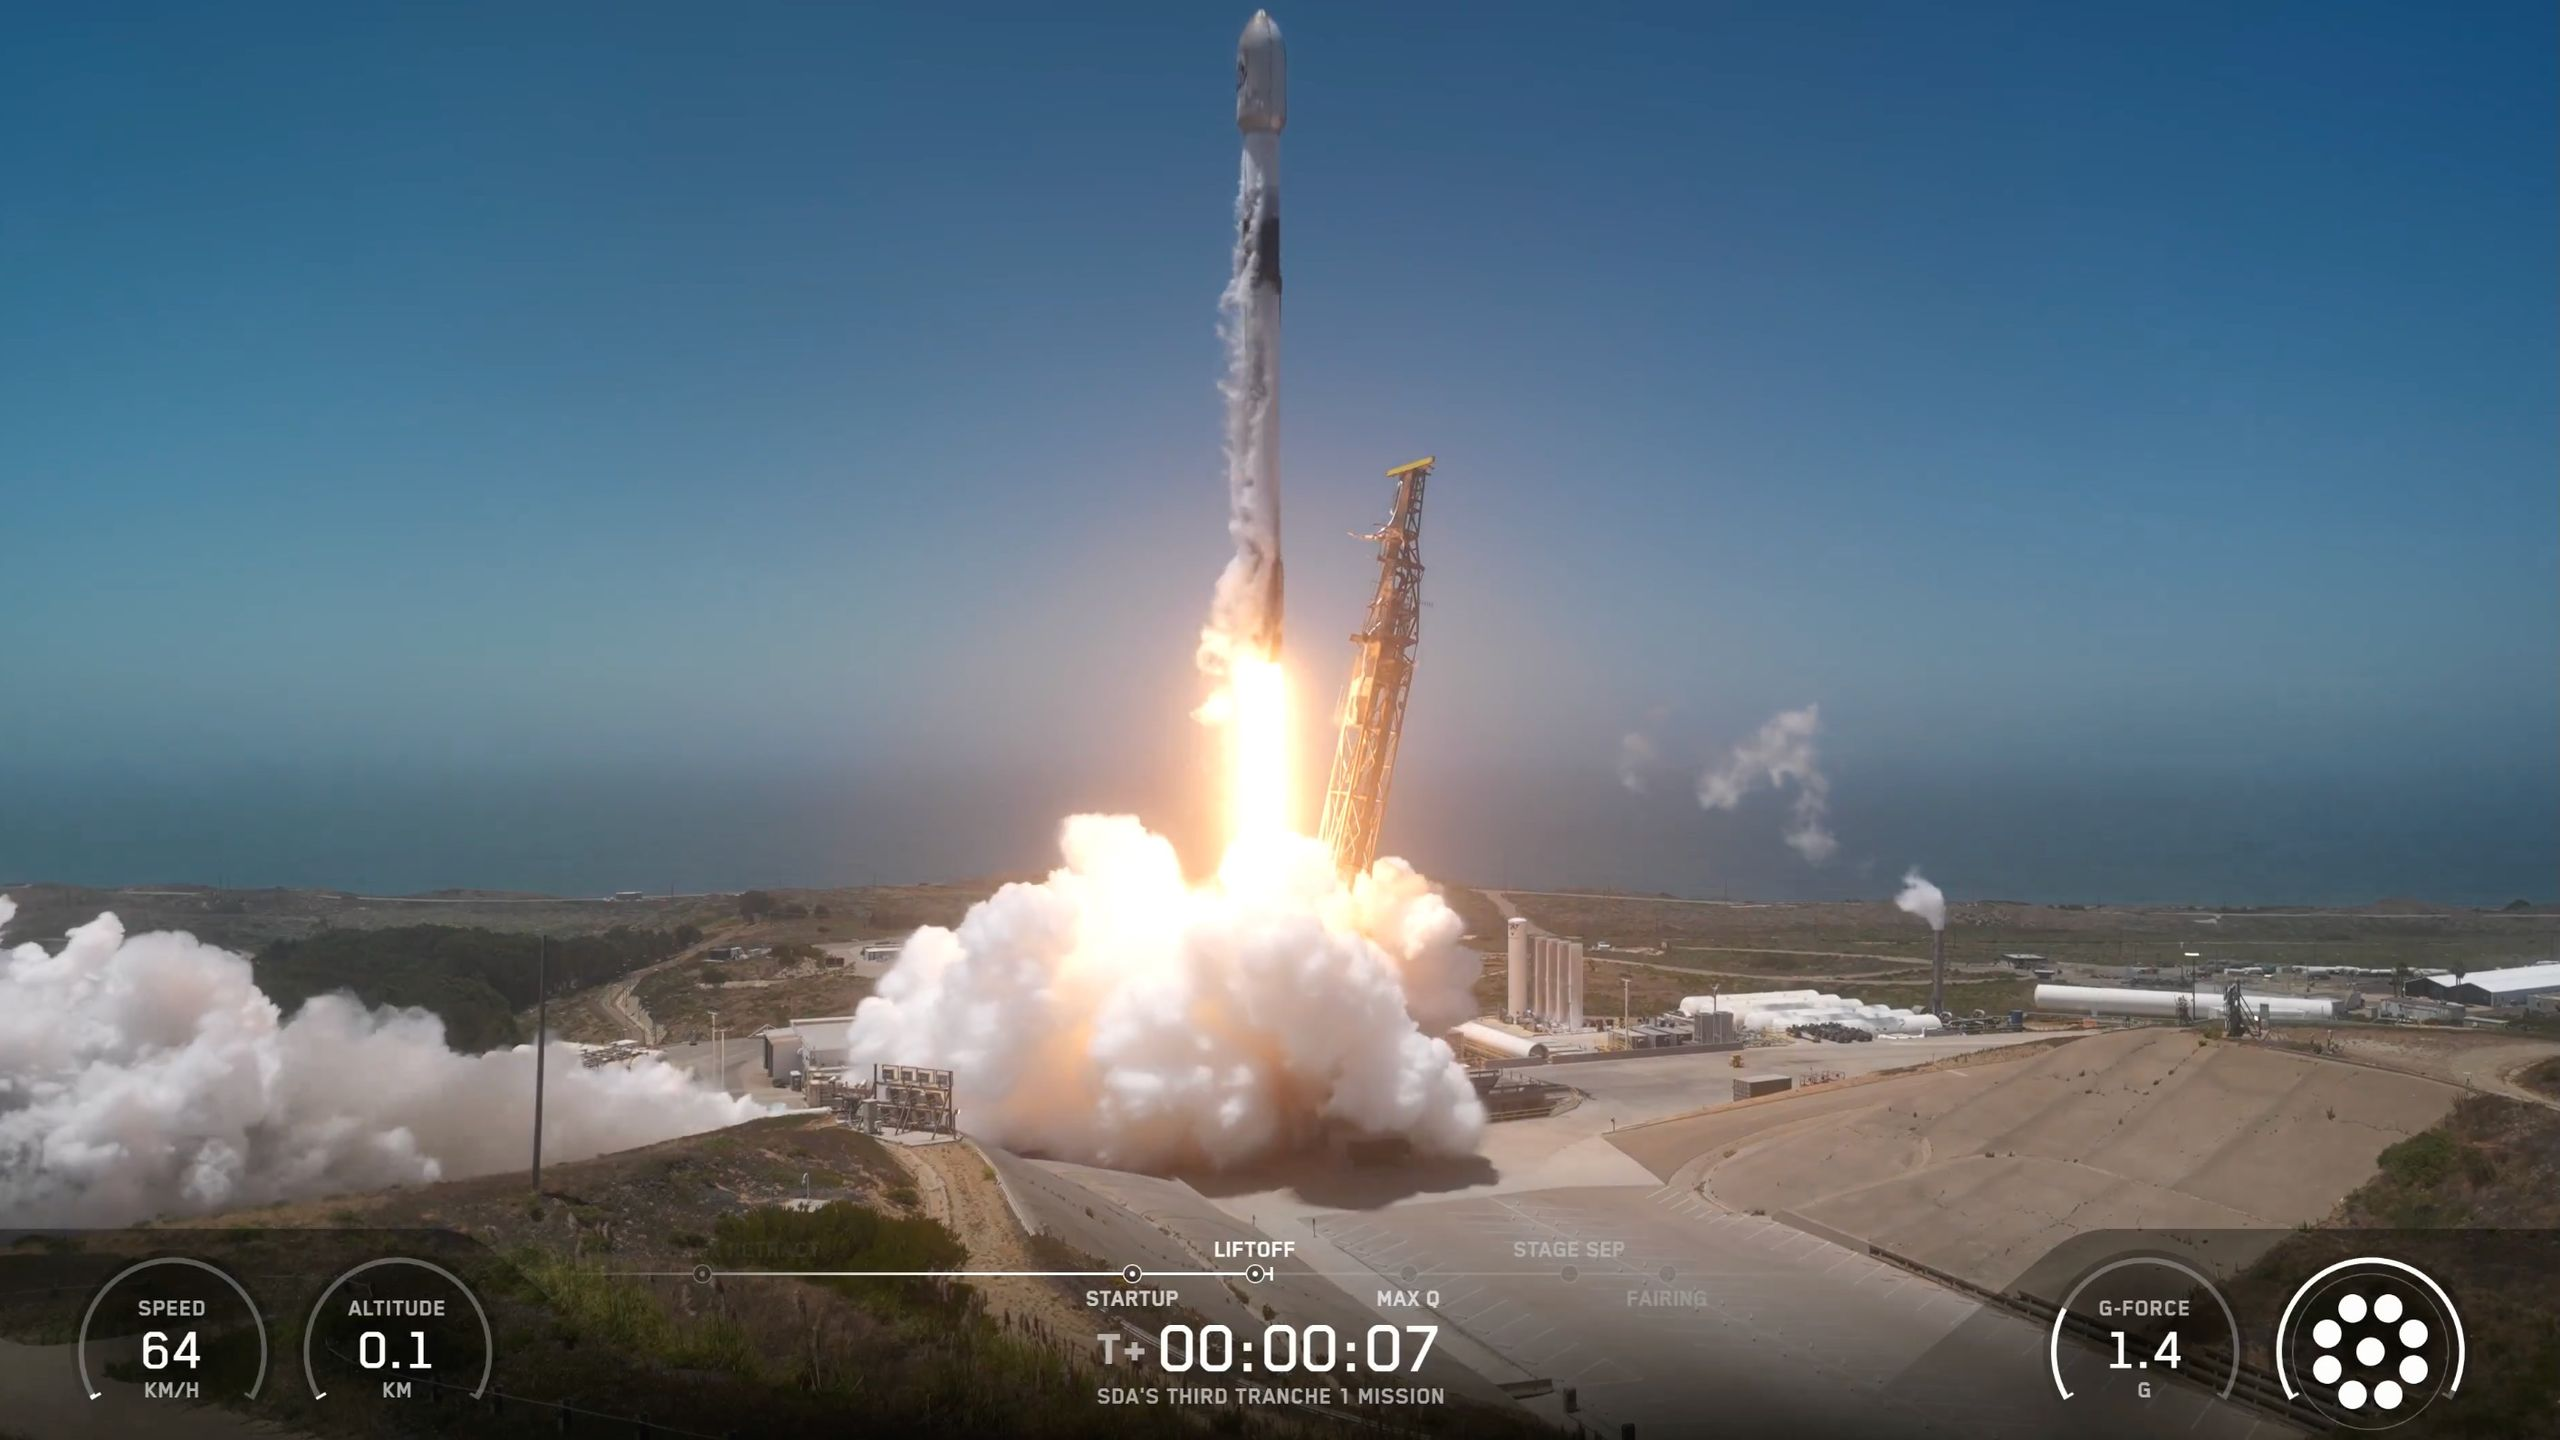 LIFTOFF
STAGE SEP
STARTUP
MAX Q
FAIRING
SPEED
64
KM/H
ALTITUDE
0.1
KM
T+ 00:00:07
SDA'S THIRD TRANCHE 1 MISSION
G-FORCE
1.4
G